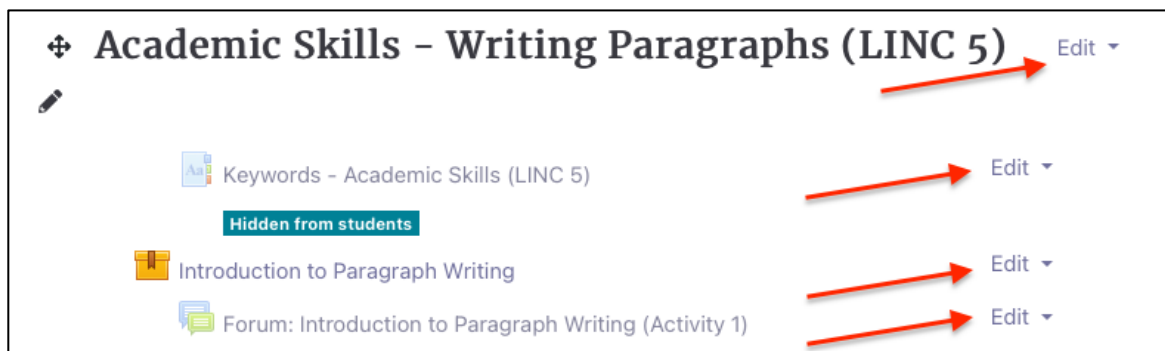 Academic Skills - Writing Paragraphs (LINC 5) Edit
Keywords - Academic Skills (LINC 5) Edit
Hidden from students
Introduction to Paragraph Writing Edit
Forum: Introduction to Paragraph Writing (Activity 1) Edit